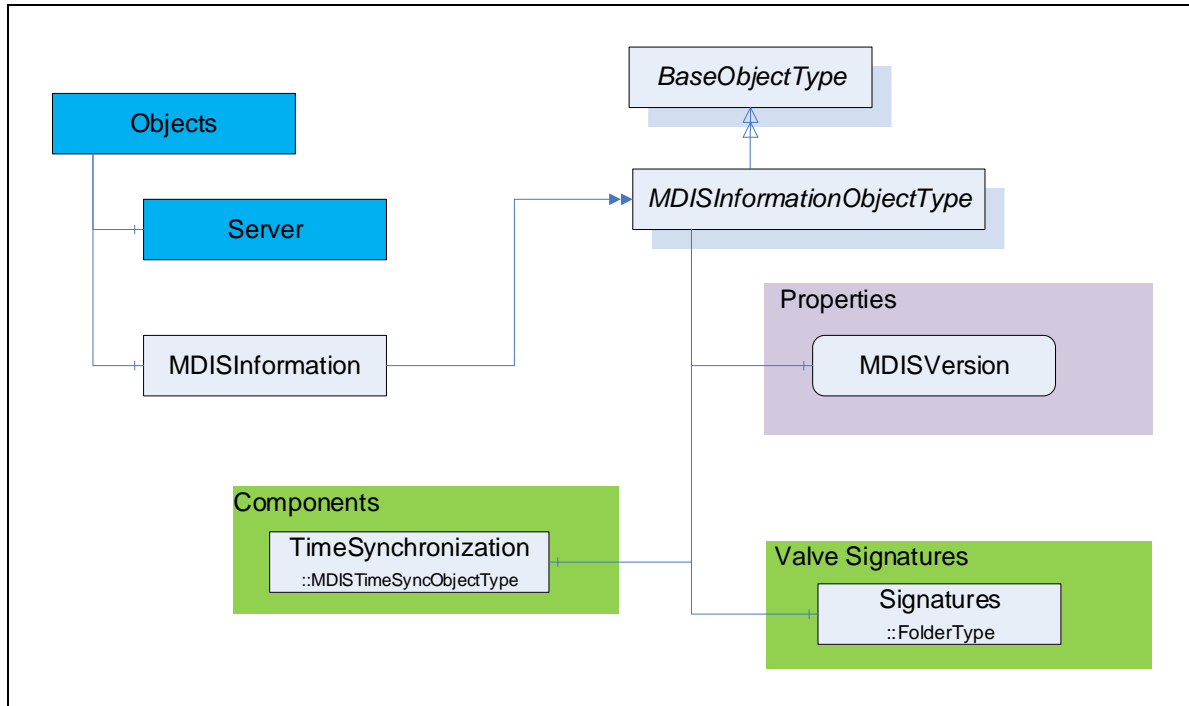 BaseObjectType
Objects
MDISInformationObjectType
Server
Properties
MDISInformation
MDISVersion
Components
TimeSynchronization
::MDISTimeSyncObjectType
Valve Signatures
Signatures
::FolderType